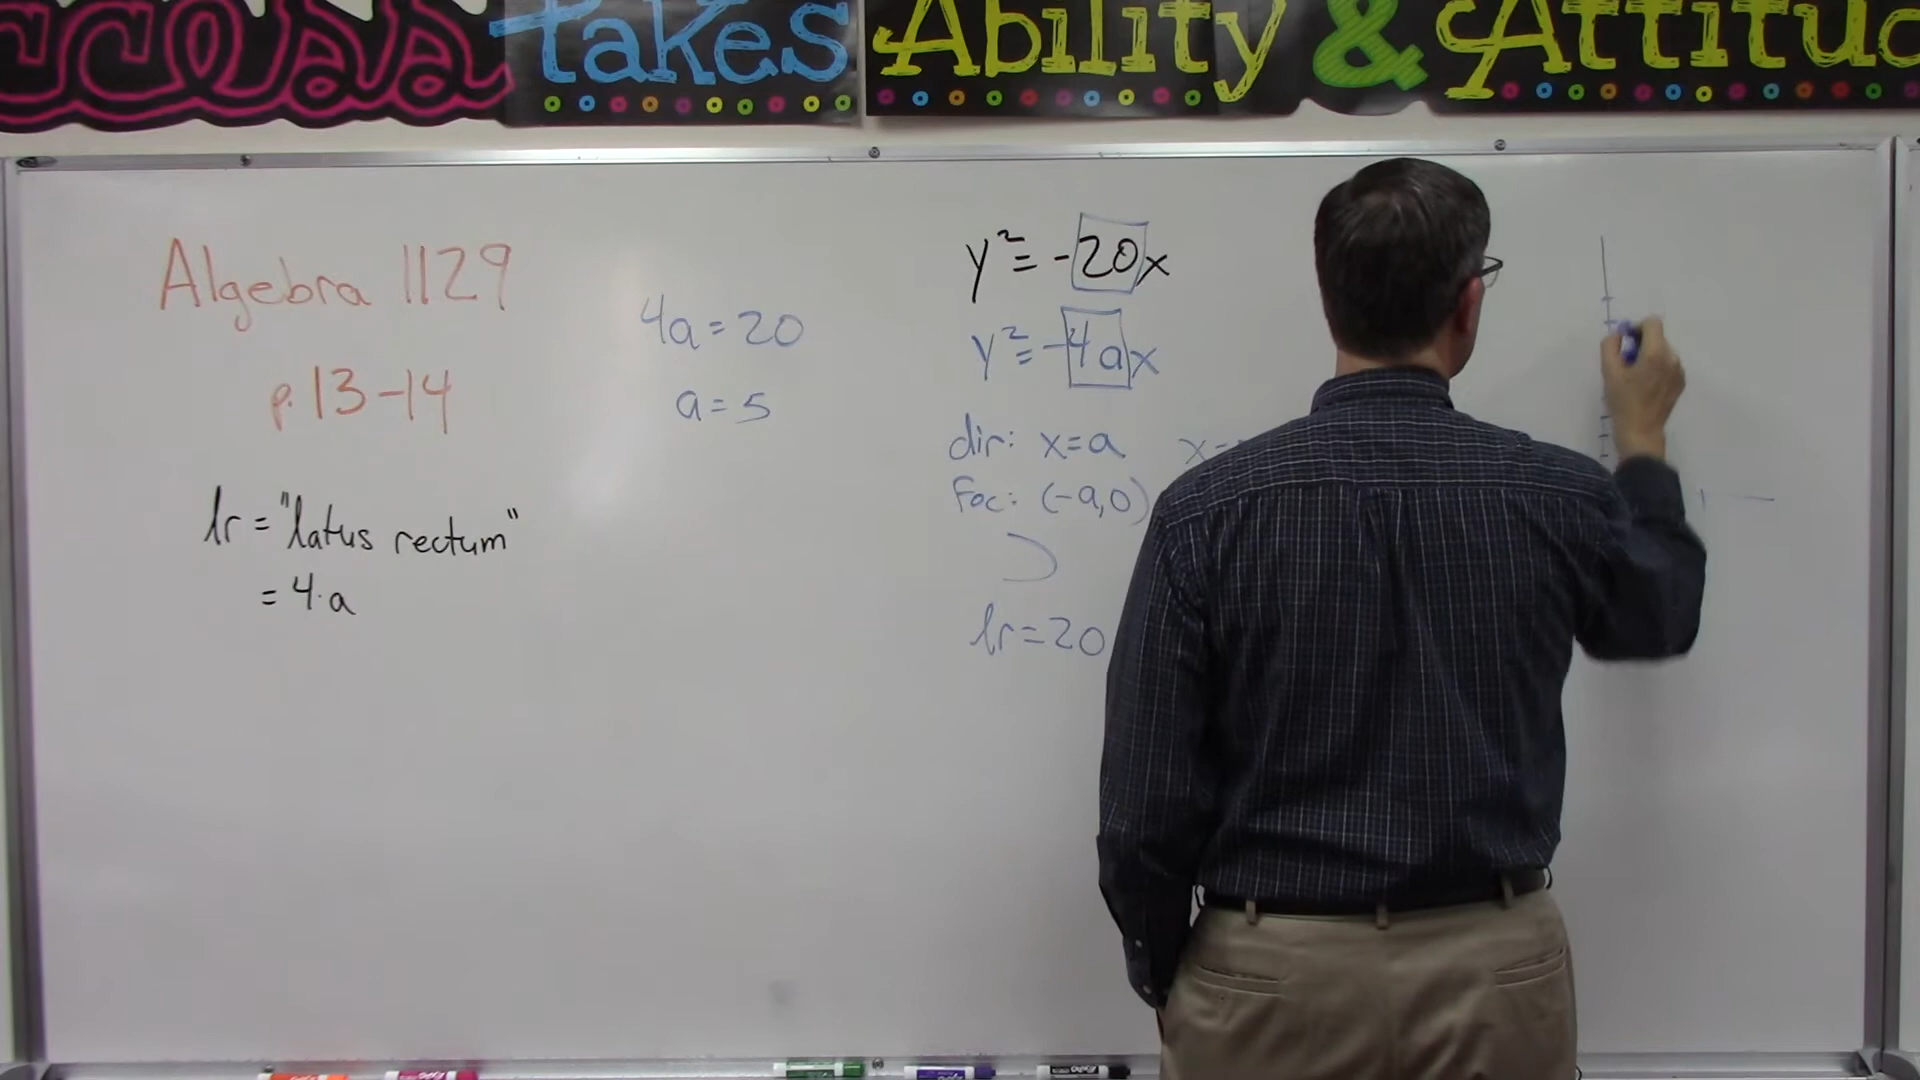 takes Ability & Attitud
Algebra 1129
p. 13-14
lr = "latus rectum"
= 4·a
4a = 20
a = 5
y² = -20x
y² = -4ax
dir: x=a x=
Foc: (-a,0)
lr=20